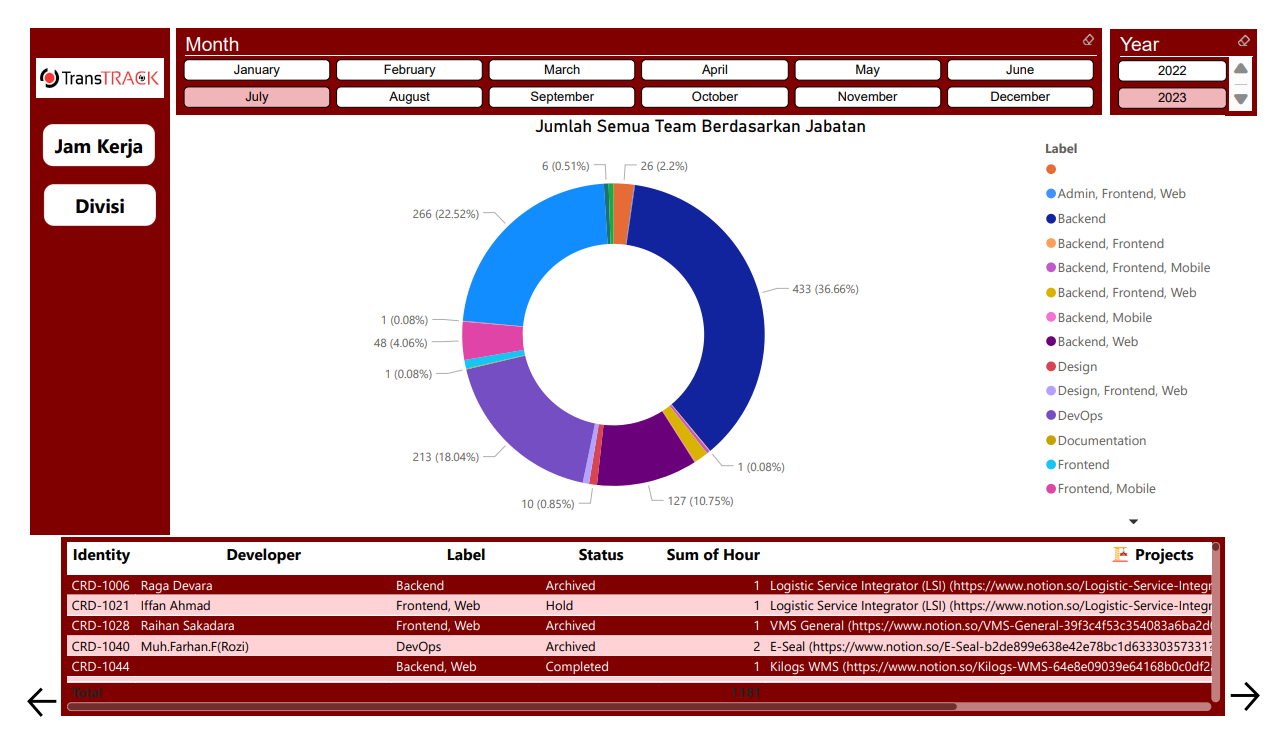 TransTRACK
Jam Kerja
Divisi
Month
January February March April May June
July August September October November December
Year
2022
2023
Jumlah Semua Team Berdasarkan Jabatan
6 (0.51%)
26 (2.2%)
266 (22.52%)
433 (36.66%)
1 (0.08%)
48 (4.06%)
1 (0.08%)
213 (18.04%)
1 (0.08%)
10 (0.85%)
127 (10.75%)
Label
Admin, Frontend, Web
Backend
Backend, Frontend
Backend, Frontend, Mobile
Backend, Frontend, Web
Backend, Mobile
Backend, Web
Design
Design, Frontend, Web
DevOps
Documentation
Frontend
Frontend, Mobile
Identity Developer Label Status Sum of Hour Projects
CRD-1006 Raga Devara Backend Archived 1 Logistic Service Integrator (LSI) (https://www.notion.so/Logistic-Service-Integr
CRD-1021 Iffan Ahmad Frontend, Web Hold 1 Logistic Service Integrator (LSI) (https://www.notion.so/Logistic-Service-Integr
CRD-1028 Raihan Sakadara Frontend, Web Archived 1 VMS General (https://www.notion.so/VMS-General-39f3c4f53c354083a6ba2d
CRD-1040 Muh.Farhan.F(Rozi) DevOps Archived 2 E-Seal (https://www.notion.so/E-Seal-b2de899e638e42e78bc1d63330357331?
CRD-1044 Backend, Web Completed 1 Kilogs WMS (https://www.notion.so/Kilogs-WMS-64e8e09039e64168b0c0df2
Total 1181